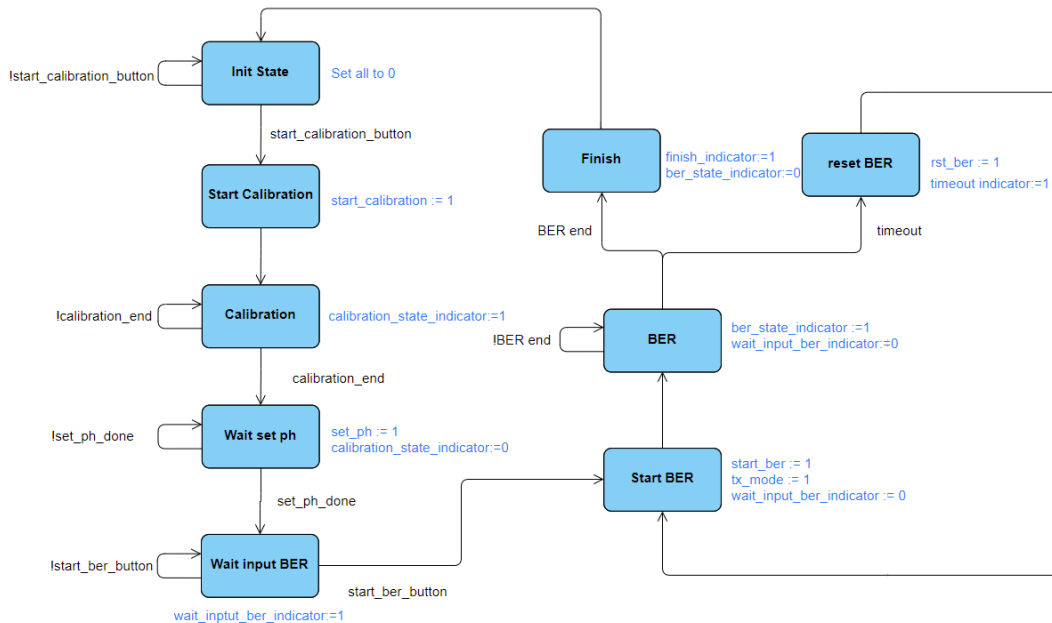 !start_calibration_button
Init State
Set all to 0
start_calibration_button
Start Calibration
start_calibration := 1
!calibration_end
Calibration
calibration_state_indicator:=1
calibration_end
!set_ph_done
Wait set ph
set_ph := 1
calibration_state_indicator:=0
set_ph_done
!start_ber_button
Wait input BER
start_ber_button
wait_inptut_ber_indicator:=1
Finish
finish_indicator:=1
ber_state_indicator:=0
reset BER
rst_ber := 1
timeout indicator:=1
BER end
timeout
!BER end
BER
ber_state_indicator :=1
wait_input_ber_indicator:=0
Start BER
start_ber := 1
tx_mode := 1
wait_input_ber_indicator := 0